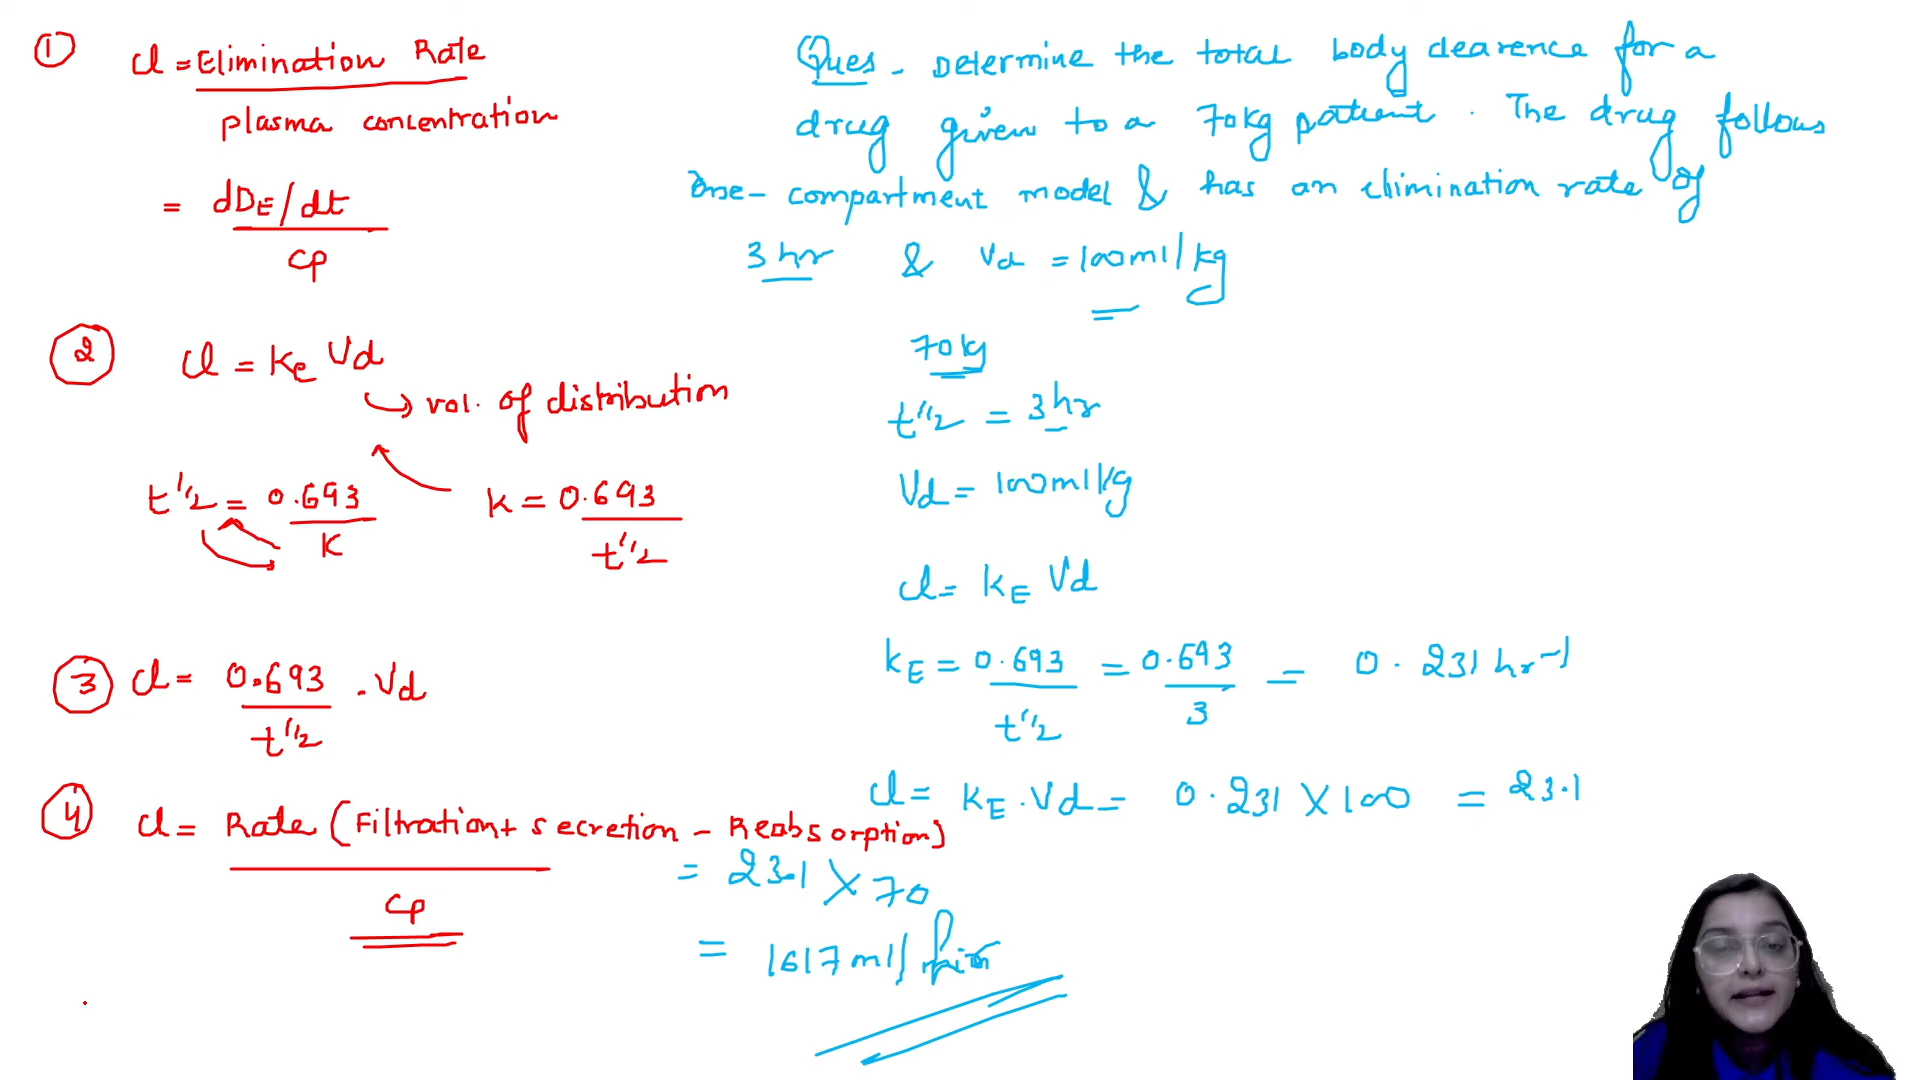 ① Cl = Elimination Rate
plasma concentration
= dDE/dt
Cp
② Cl = Ke Vd
→ vol. of distribution
t1/2 = 0.693
K
K = 0.693
t1/2
③ Cl = 0.693 . Vd
t1/2
④ Cl = Rate (Filtration + secretion - Reabsorption)
Cp
Ques - Determine the total body clearence for a
drug given to a 70kg patient. The drug follows
one-compartment model & has an elimination rate of
3 hr & Vd = 100ml/kg
70kg
t1/2 = 3hr
Vd = 100ml/kg
Cl = KE Vd
KE = 0.693 = 0.693 = 0.231 hr-1
t1/2 3
Cl = KE . Vd = 0.231 X 100 = 23.1
= 23.1 X 70
= 1617 ml/